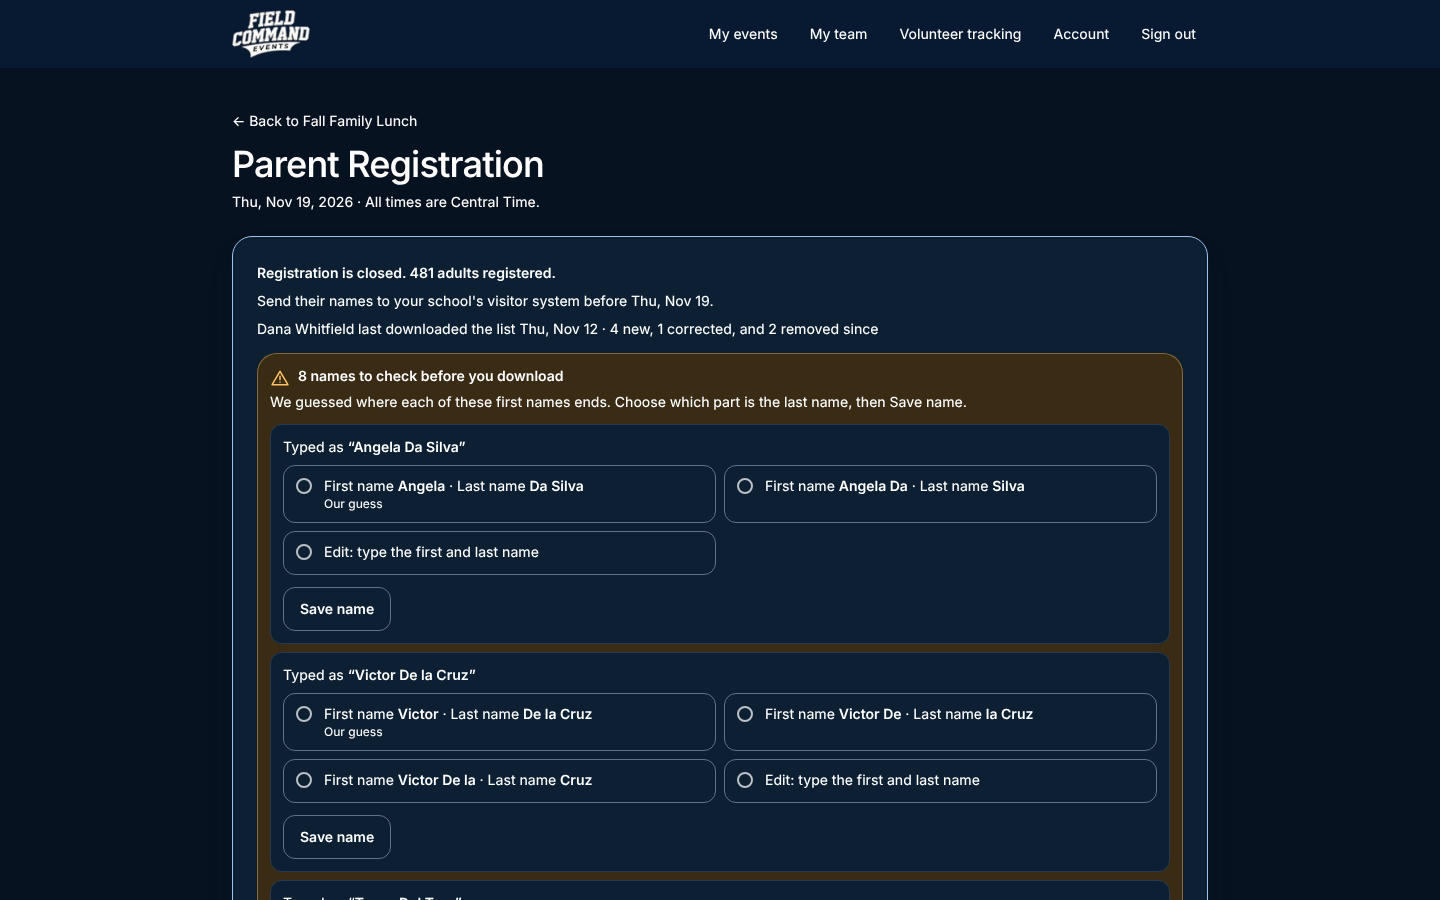 FIELD
COMMAND
EVENTS
My events
My team
Volunteer tracking
Account
Sign out
← Back to Fall Family Lunch
Parent Registration
Thu, Nov 19, 2026 · All times are Central Time.
Registration is closed. 481 adults registered.
Send their names to your school's visitor system before Thu, Nov 19.
Dana Whitfield last downloaded the list Thu, Nov 12 · 4 new, 1 corrected, and 2 removed since
8 names to check before you download
We guessed where each of these first names ends. Choose which part is the last name, then Save name.
Typed as “Angela Da Silva”
First name Angela · Last name Da Silva
Our guess
First name Angela Da · Last name Silva
Edit: type the first and last name
Save name
Typed as “Victor De la Cruz”
First name Victor · Last name De la Cruz
Our guess
First name Victor De · Last name la Cruz
First name Victor De la · Last name Cruz
Edit: type the first and last name
Save name